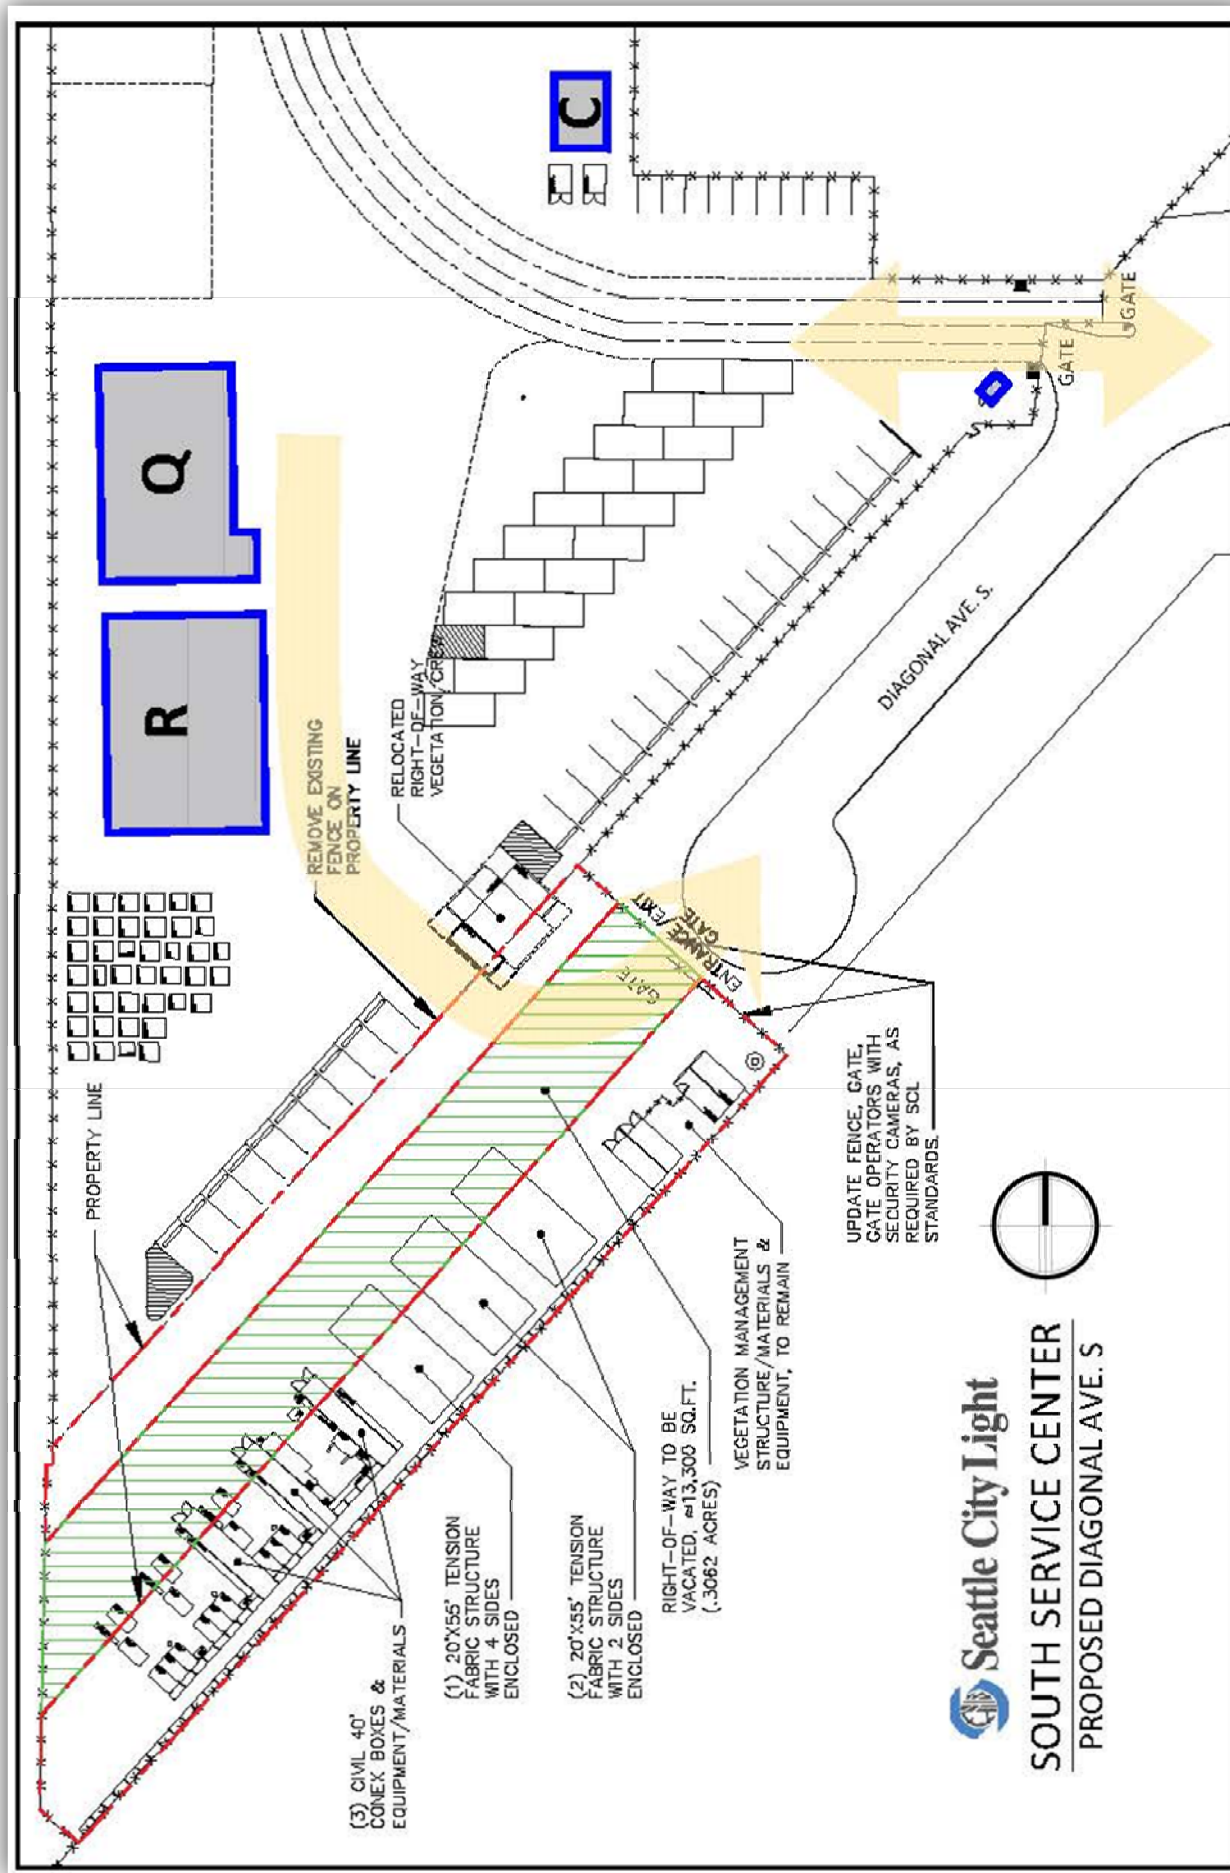 C
Q
R
GATE
GATE
DIAGONAL AVE. S.
REMOVE EXISTING
FENCE ON
PROPERTY LINE
RELOCATED
RIGHT-OF-WAY
VEGETATION CREW
ENTRANCE/EXIT
GATE
GATE
PROPERTY LINE
UPDATE FENCE, GATE,
GATE OPERATORS WITH
SECURITY CAMERAS, AS
REQUIRED BY SCL
STANDARDS.
VEGETATION MANAGEMENT
STRUCTURE/MATERIALS &
EQUIPMENT, TO REMAIN
RIGHT-OF-WAY TO BE
VACATED, ≈13,300 SQ.FT.
(.3062 ACRES)
(2) 20'X55' TENSION
FABRIC STRUCTURE
WITH 2 SIDES
ENCLOSED
(1) 20'X55' TENSION
FABRIC STRUCTURE
WITH 4 SIDES
ENCLOSED
(3) CIVIL 40'
CONEX BOXES &
EQUIPMENT/MATERIALS
Seattle City Light
SOUTH SERVICE CENTER
PROPOSED DIAGONAL AVE. S